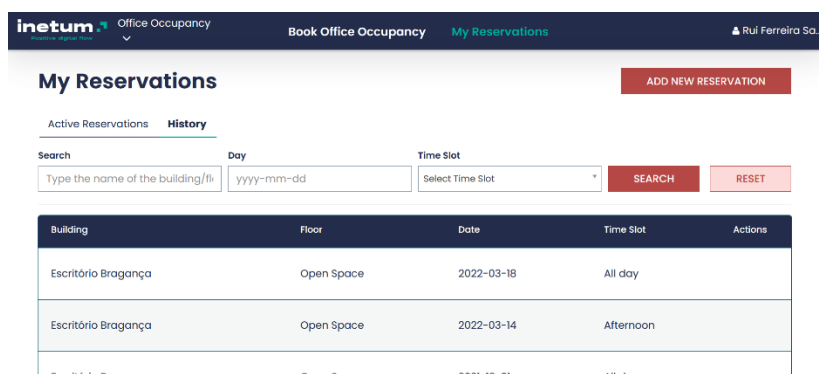 inetum.
Positive digital flow
Office Occupancy
Book Office Occupancy
My Reservations
Rui Ferreira Sa...
My Reservations
ADD NEW RESERVATION
Active Reservations History
Search Day Time Slot
Type the name of the building/fl yyyy-mm-dd Select Time Slot SEARCH RESET
Building Floor Date Time Slot Actions
Escritório Bragança Open Space 2022-03-18 All day
Escritório Bragança Open Space 2022-03-14 Afternoon